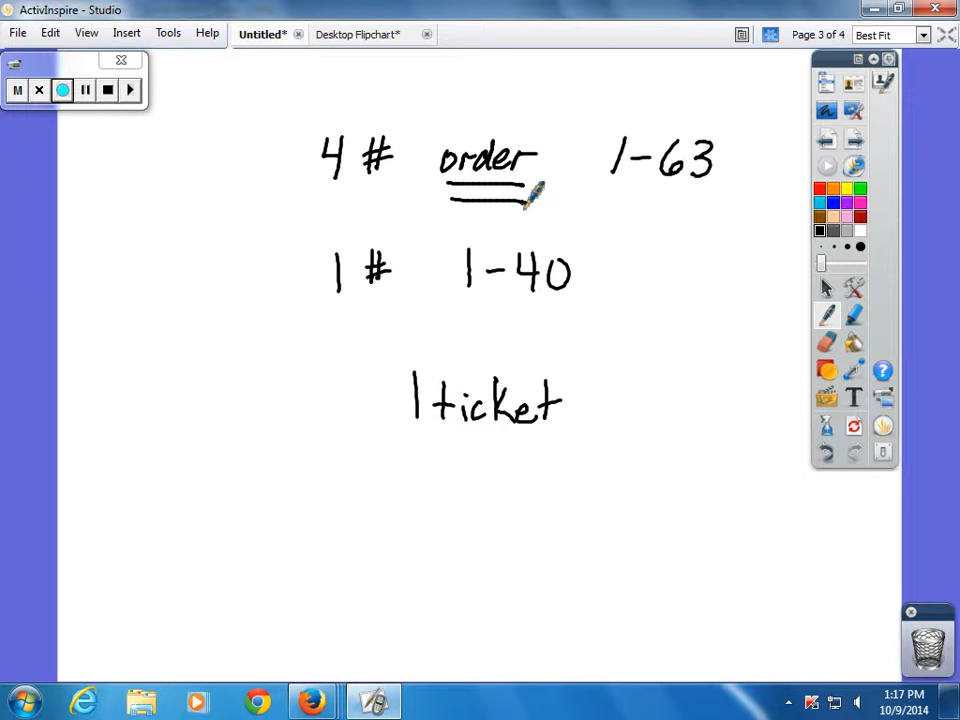 ActivInspire - Studio
File Edit View Insert Tools Help Untitled* Desktop Flipchart* Page 3 of 4 Best Fit
M
4 # order 1-63
1 # 1-40
1 ticket
T
?
1:17 PM
10/9/2014